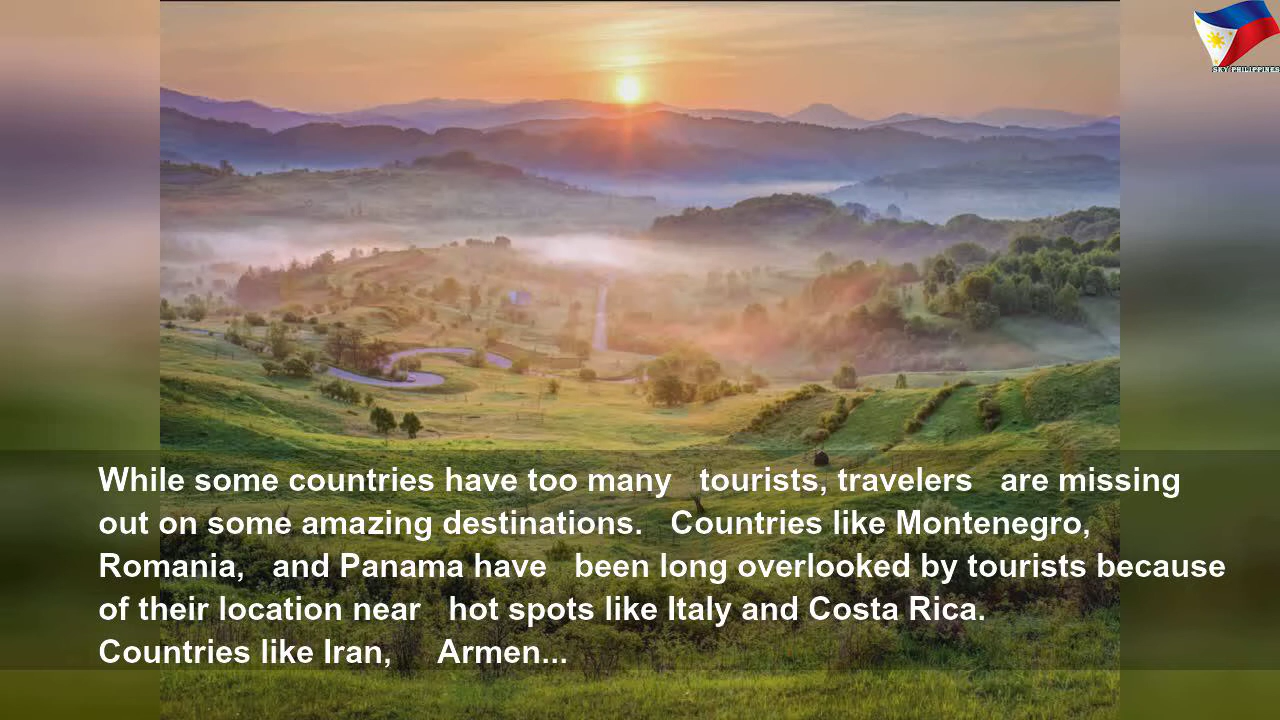 SKY PHILIPPINES
While some countries have too many tourists, travelers are missing
out on some amazing destinations. Countries like Montenegro,
Romania, and Panama have been long overlooked by tourists because
of their location near hot spots like Italy and Costa Rica.
Countries like Iran, Armen...